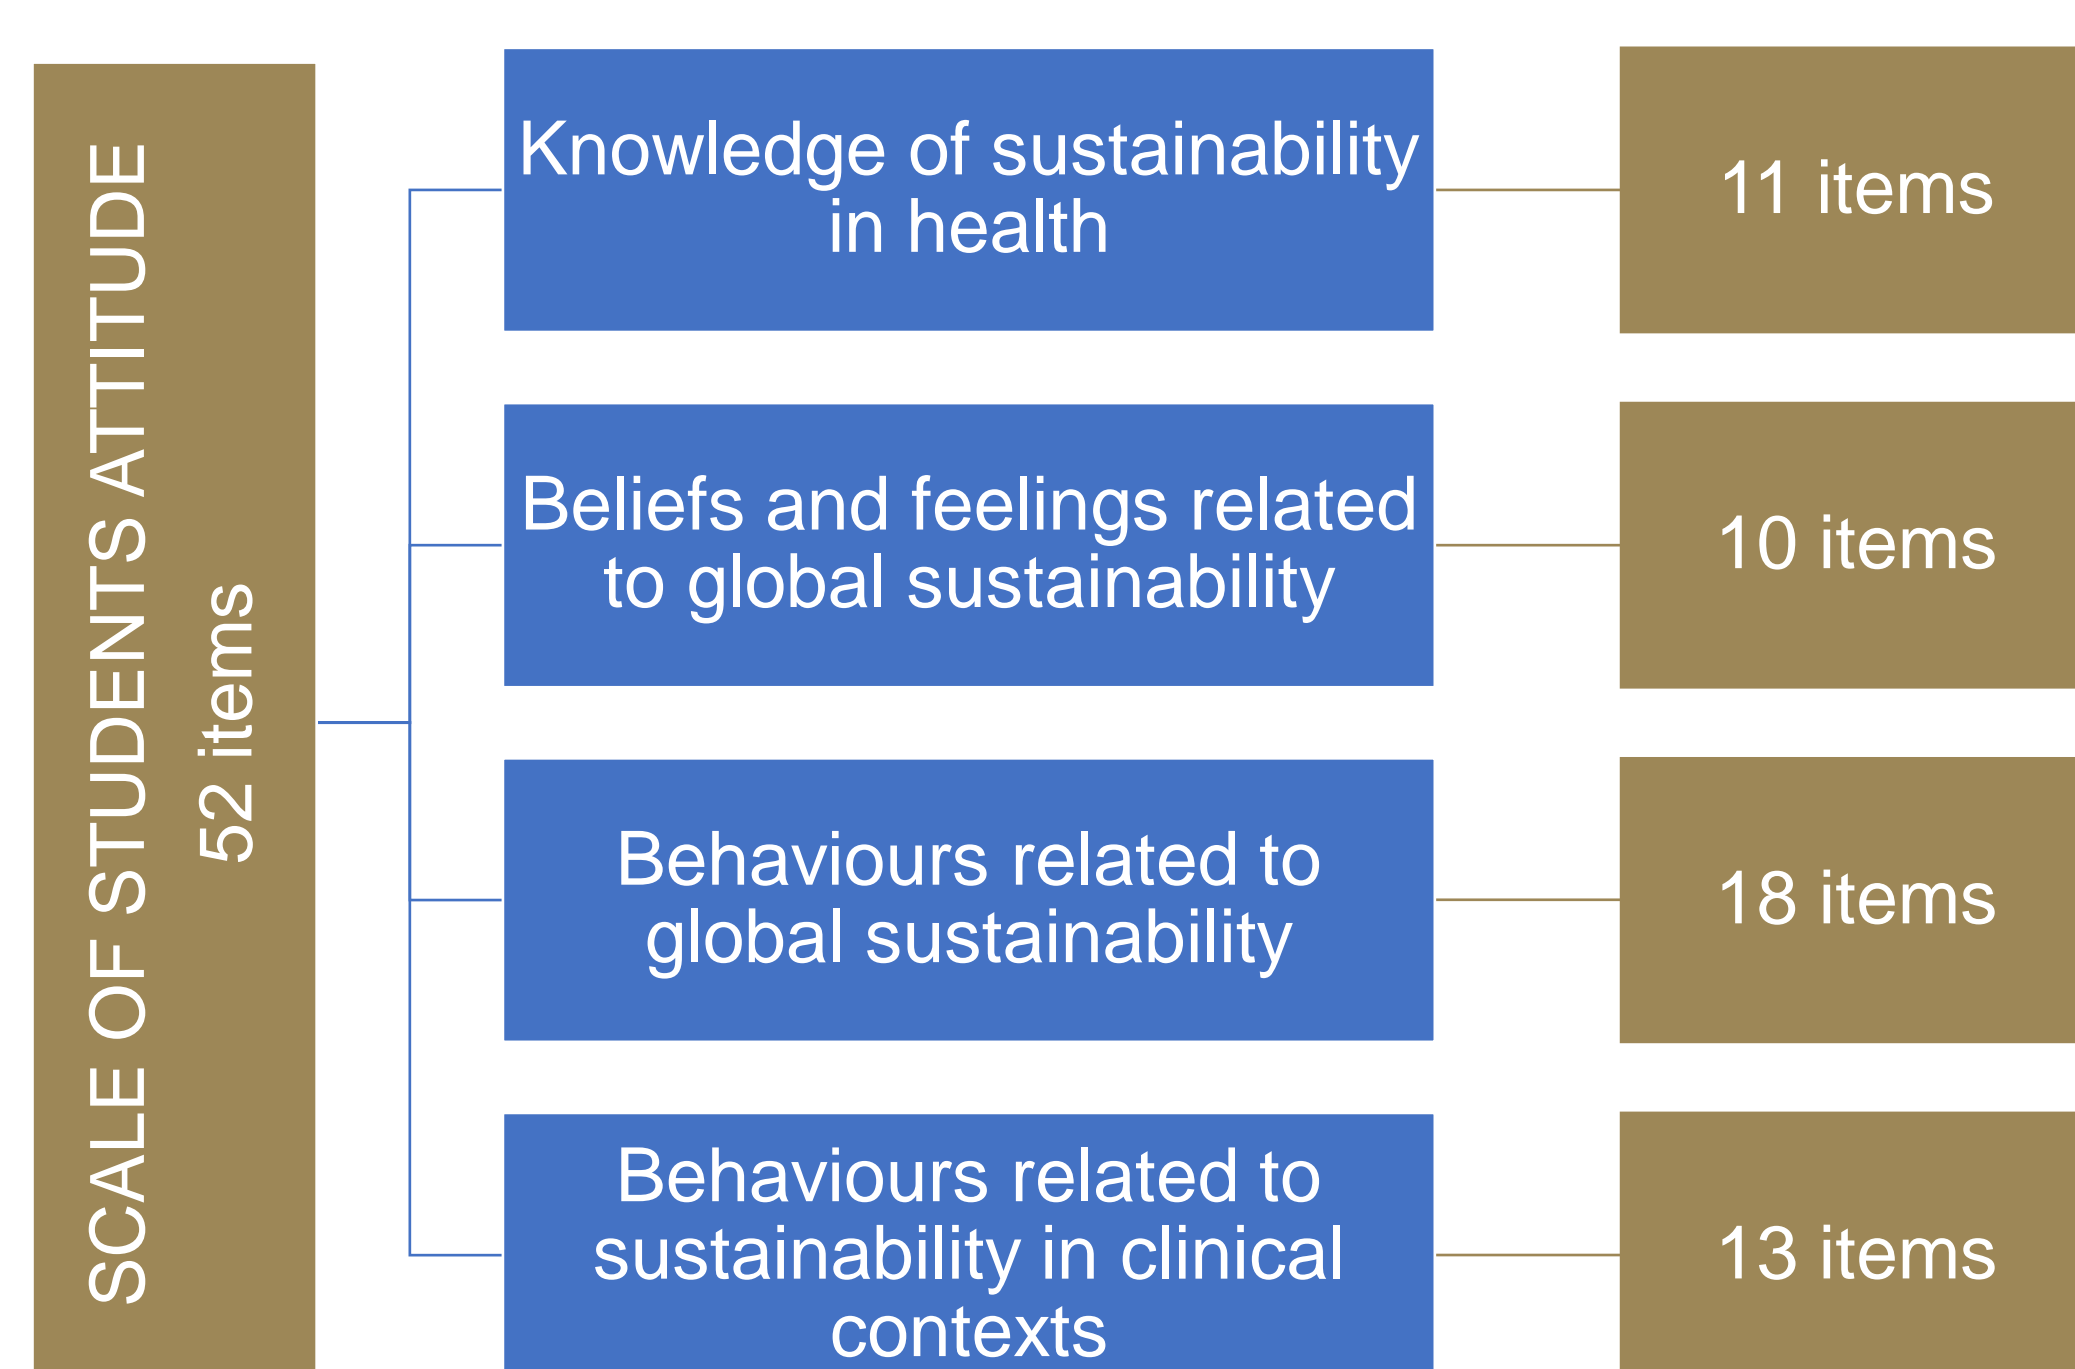 SCALE OF STUDENTS ATTITUDE
52 items
Knowledge of sustainability
in health
11 items
Beliefs and feelings related
to global sustainability
10 items
Behaviours related to
global sustainability
18 items
Behaviours related to
sustainability in clinical
contexts
13 items